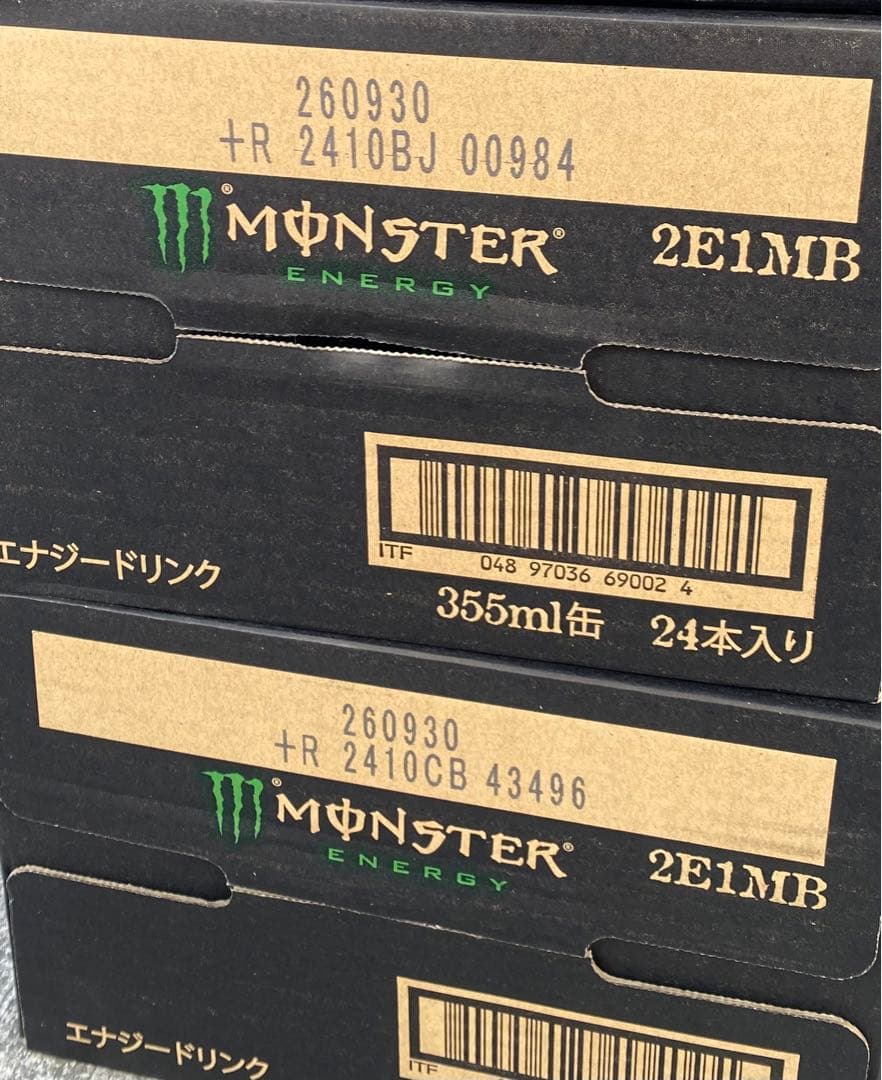 260930
+R 2410BJ 00984
MONSTER® 2E1MB
ENERGY
ITF
048 97036 69002 4
エナジードリンク
355ml缶 24本入り
260930
+R 2410CB 43496
MONSTER® 2E1MB
ENERGY
ITF
エナジードリンク